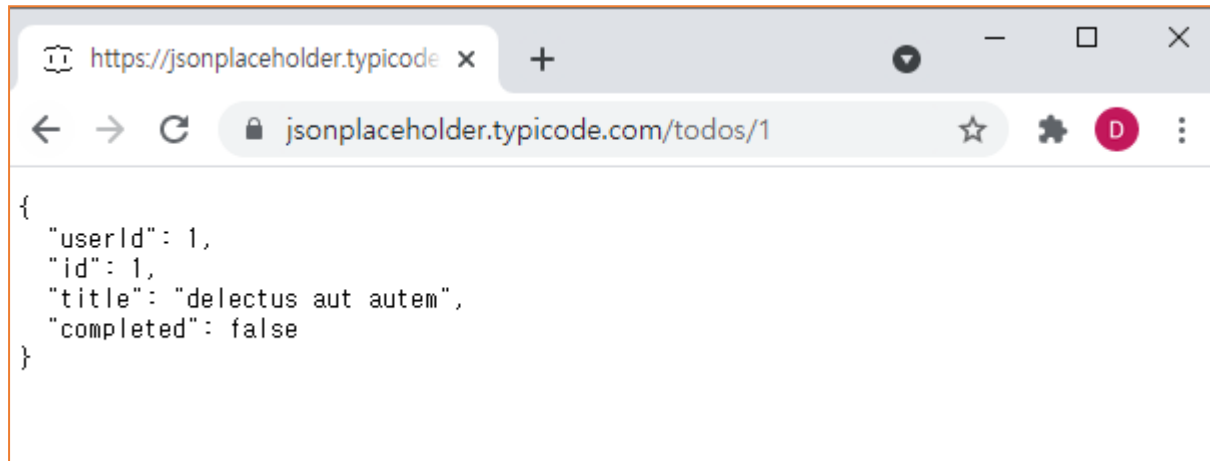 https://jsonplaceholder.typicode
jsonplaceholder.typicode.com/todos/1
D
{
  "userId": 1,
  "id": 1,
  "title": "delectus aut autem",
  "completed": false
}